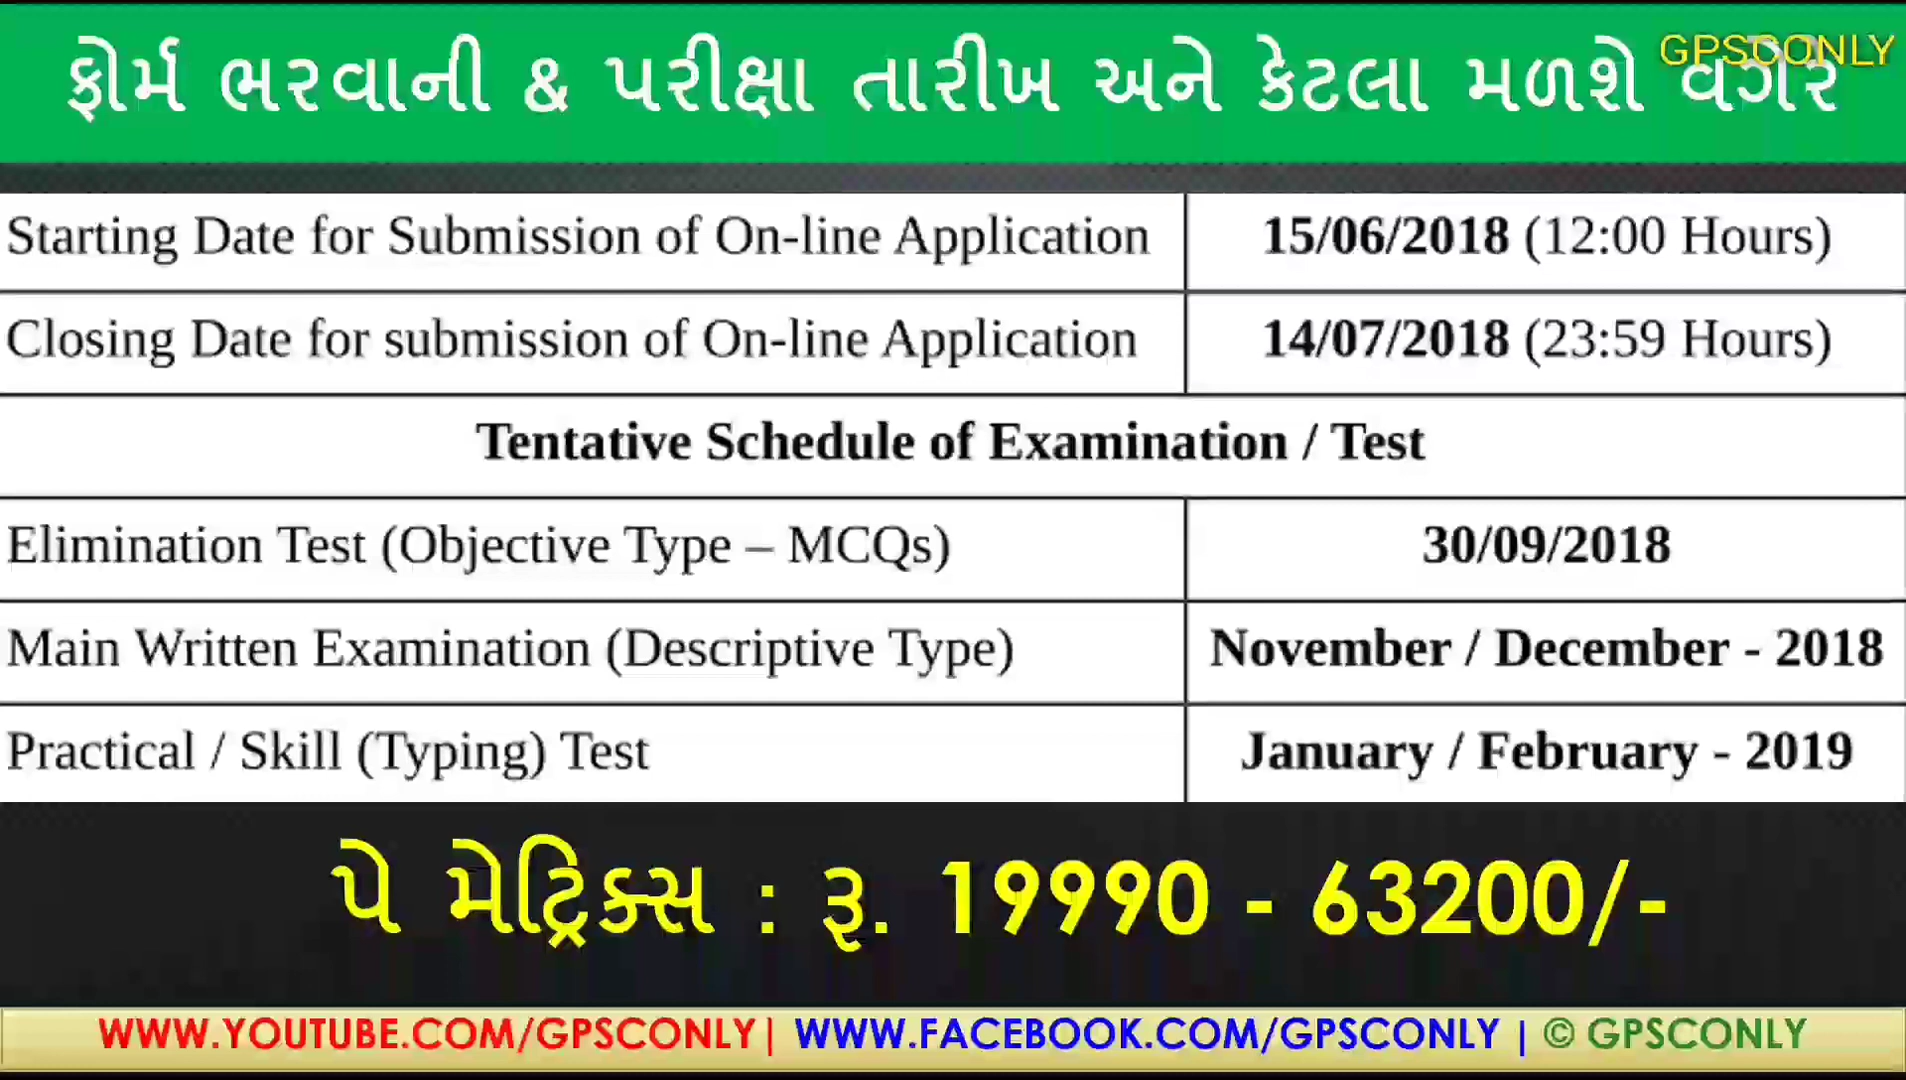 ફોર્મ ભરવાની & પરીક્ષા તારીખ અને કેટલા મળશે વગેરે
GPSCONLY
Starting Date for Submission of On-line Application 15/06/2018 (12:00 Hours)
Closing Date for submission of On-line Application 14/07/2018 (23:59 Hours)
Tentative Schedule of Examination / Test
Elimination Test (Objective Type – MCQs) 30/09/2018
Main Written Examination (Descriptive Type) November / December - 2018
Practical / Skill (Typing) Test January / February - 2019
પે મેટ્રિક્સ : રૂ. 19990 - 63200/-
WWW.YOUTUBE.COM/GPSCONLY| WWW.FACEBOOK.COM/GPSCONLY | © GPSCONLY